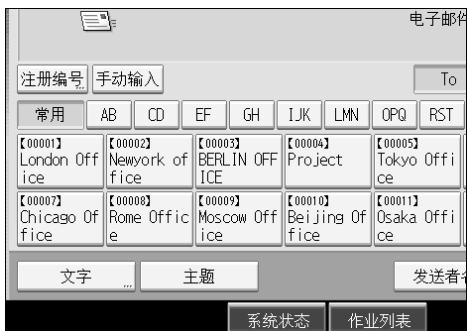 电子邮件
注册编号 手动输入 To
常用 AB CD EF GH IJK LMN OPQ RST
【00001】 【00002】 【00003】 【00004】 【00005】
London Off Newyork of BERLIN OFF Project Tokyo Offi
ice fice ICE ce
【00007】 【00008】 【00009】 【00010】 【00011】
Chicago Of Rome Offic Moscow Off Beijing Of Osaka Offi
fice e ice fice ce
文字 主题 发送者
系统状态 作业列表